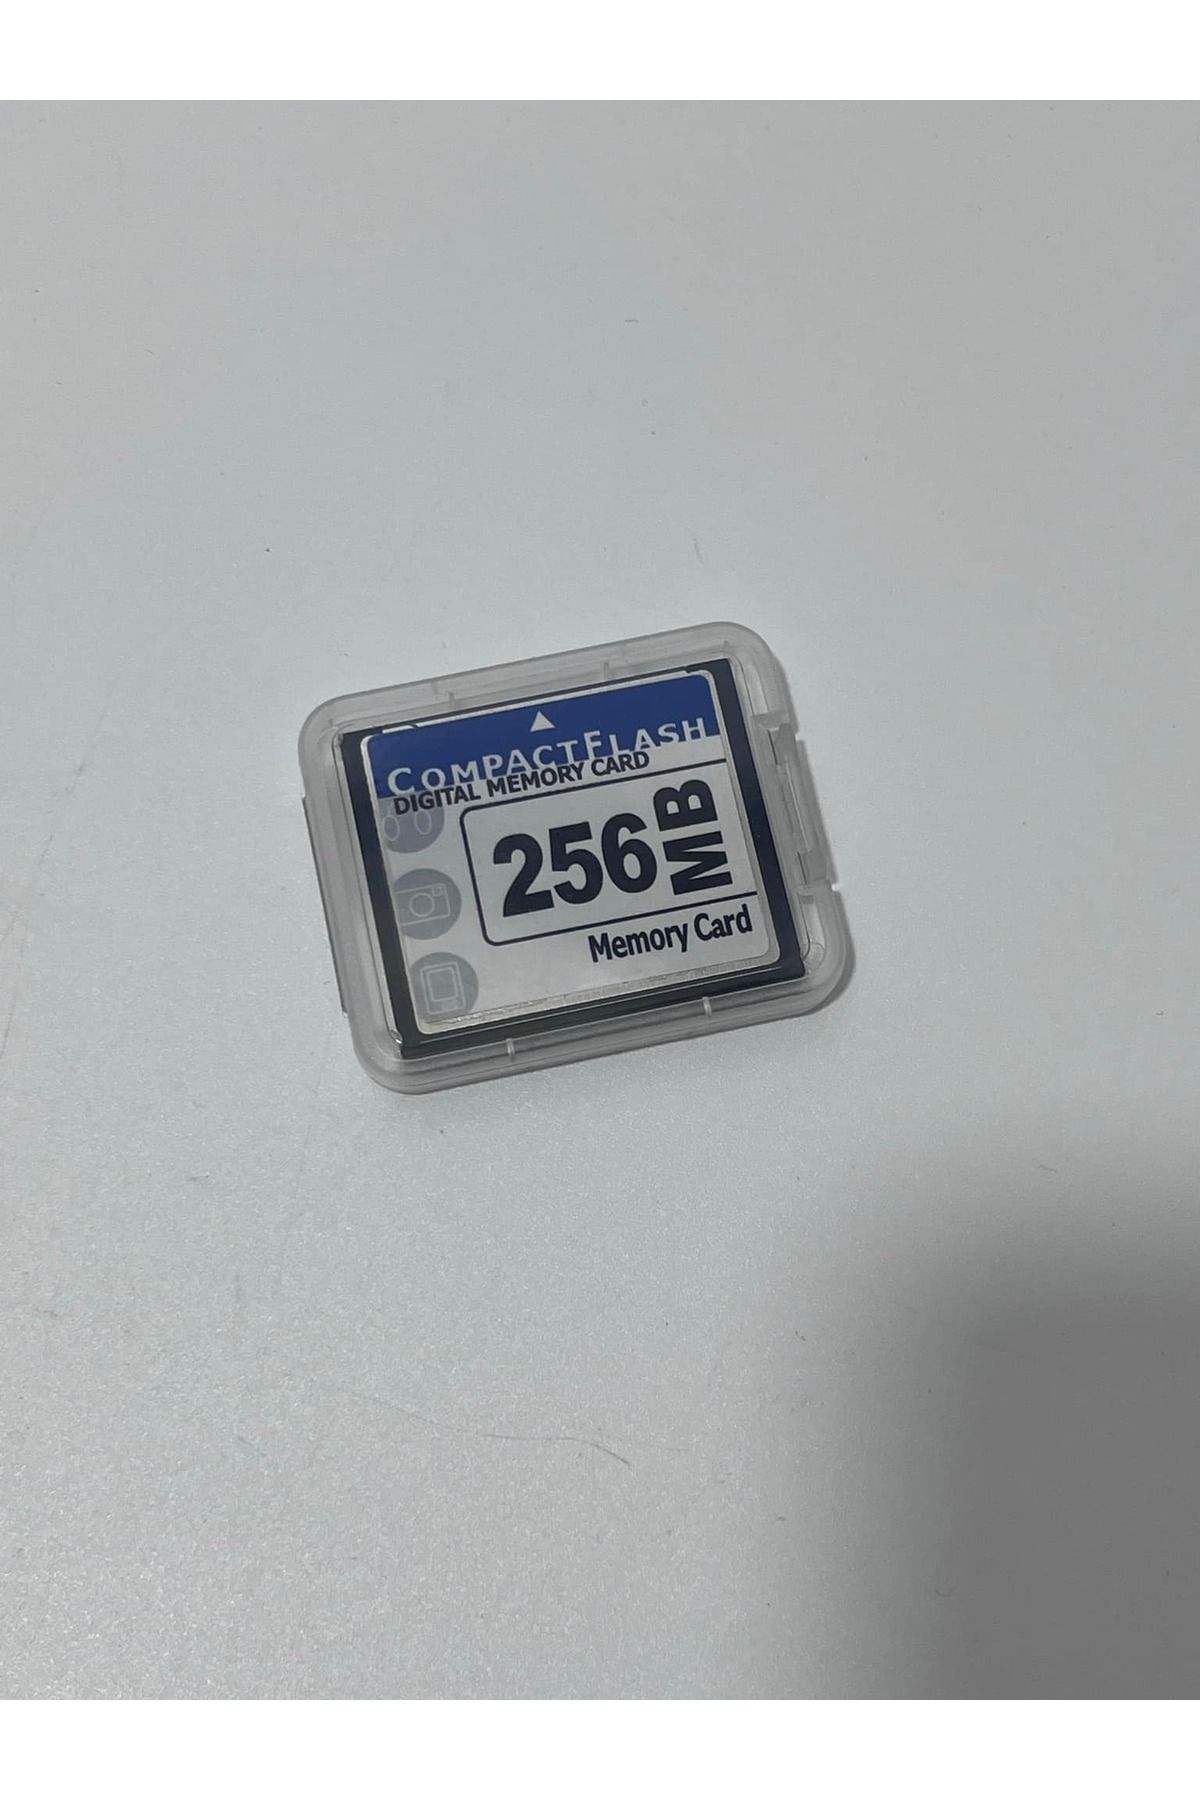 COMPACTFLASH
DIGITAL MEMORY CARD
256 MB
Memory Card